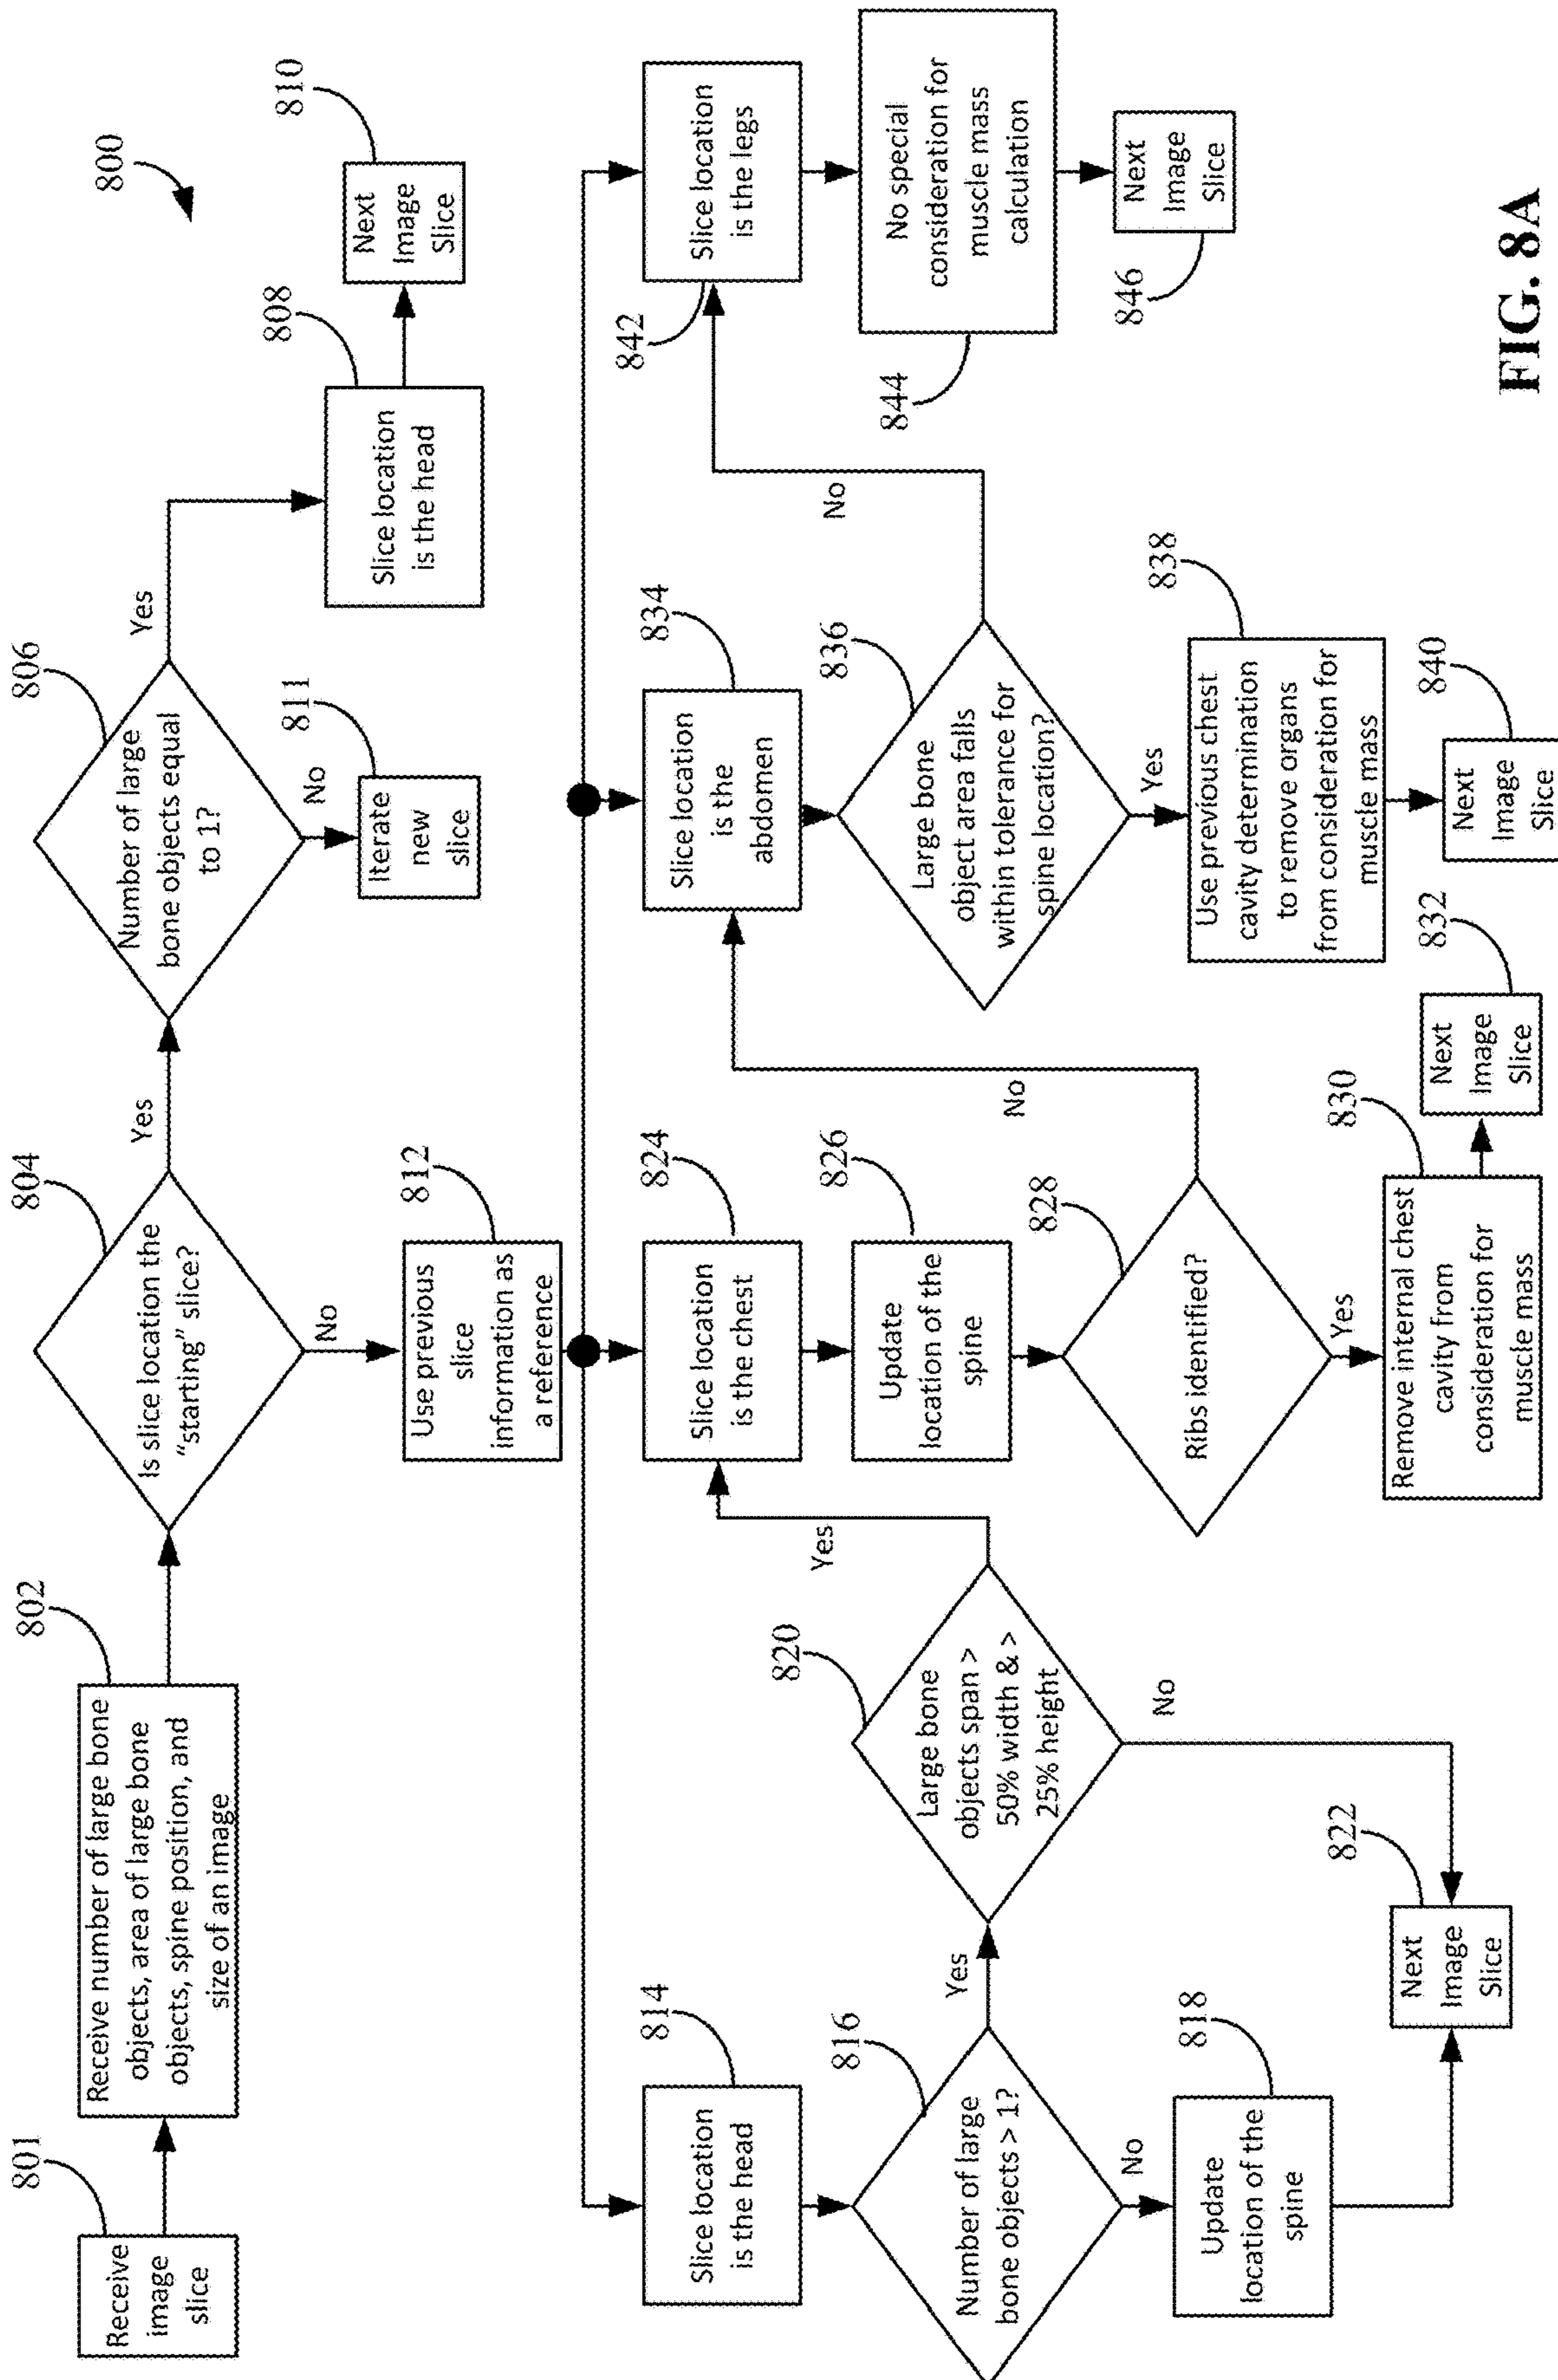 800
801
Receive
image
slice
802
Receive number of large bone
objects, area of large bone
objects, spine position, and
size of an image
804
Is slice location the
“starting” slice?
Yes
No
806
Number of large
bone objects equal
to 1?
Yes
No
808
Slice location
is the head
810
Next
Image
Slice
811
Iterate
new
slice
812
Use previous
slice
information as
a reference
814
Slice location
is the head
816
Number of large
bone objects > 1?
Yes
No
818
Update
location of the
spine
820
Large bone
objects span >
50% width & >
25% height
Yes
No
822
Next
Image
Slice
824
Slice location
is the chest
826
Update
location of the
spine
828
Ribs identified?
No
Yes
830
Remove internal chest
cavity from
consideration for
muscle mass
832
Next
Image
Slice
834
Slice location
is the
abdomen
836
Large bone
object area falls
within tolerance for
spine location?
No
Yes
838
Use previous chest
cavity determination
to remove organs
from consideration for
muscle mass
840
Next
Image
Slice
842
Slice location
is the legs
844
No special
consideration for
muscle mass
calculation
846
Next
Image
Slice
FIG. 8A